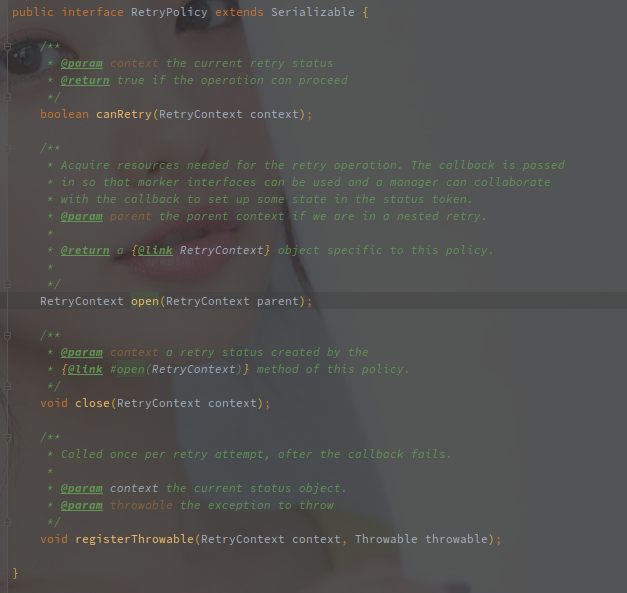 public interface RetryPolicy extends Serializable {
/**
* @param context the current retry status
* @return true if the operation can proceed
*/
boolean canRetry(RetryContext context);
/**
* Acquire resources needed for the retry operation. The callback is passed
* in so that marker interfaces can be used and a manager can collaborate
* with the callback to set up some state in the status token.
* @param parent the parent context if we are in a nested retry.
*
* @return a {@link RetryContext} object specific to this policy.
*
*/
RetryContext open(RetryContext parent);
/**
* @param context a retry status created by the
* {@link #open(RetryContext)} method of this policy.
*/
void close(RetryContext context);
/**
* Called once per retry attempt, after the callback fails.
*
* @param context the current status object.
* @param throwable the exception to throw
*/
void registerThrowable(RetryContext context, Throwable throwable);
}